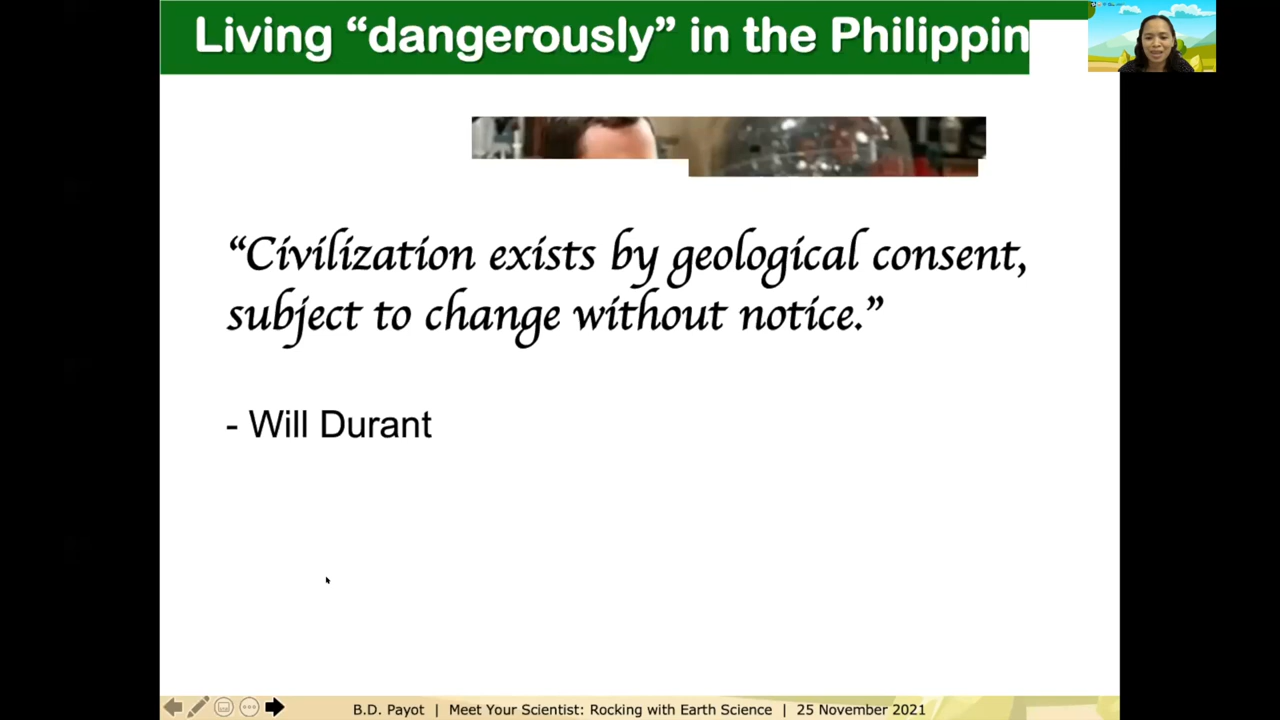 Living “dangerously” in the Philippin
“Civilization exists by geological consent,
subject to change without notice.”
- Will Durant
B.D. Payot | Meet Your Scientist: Rocking with Earth Science | 25 November 2021